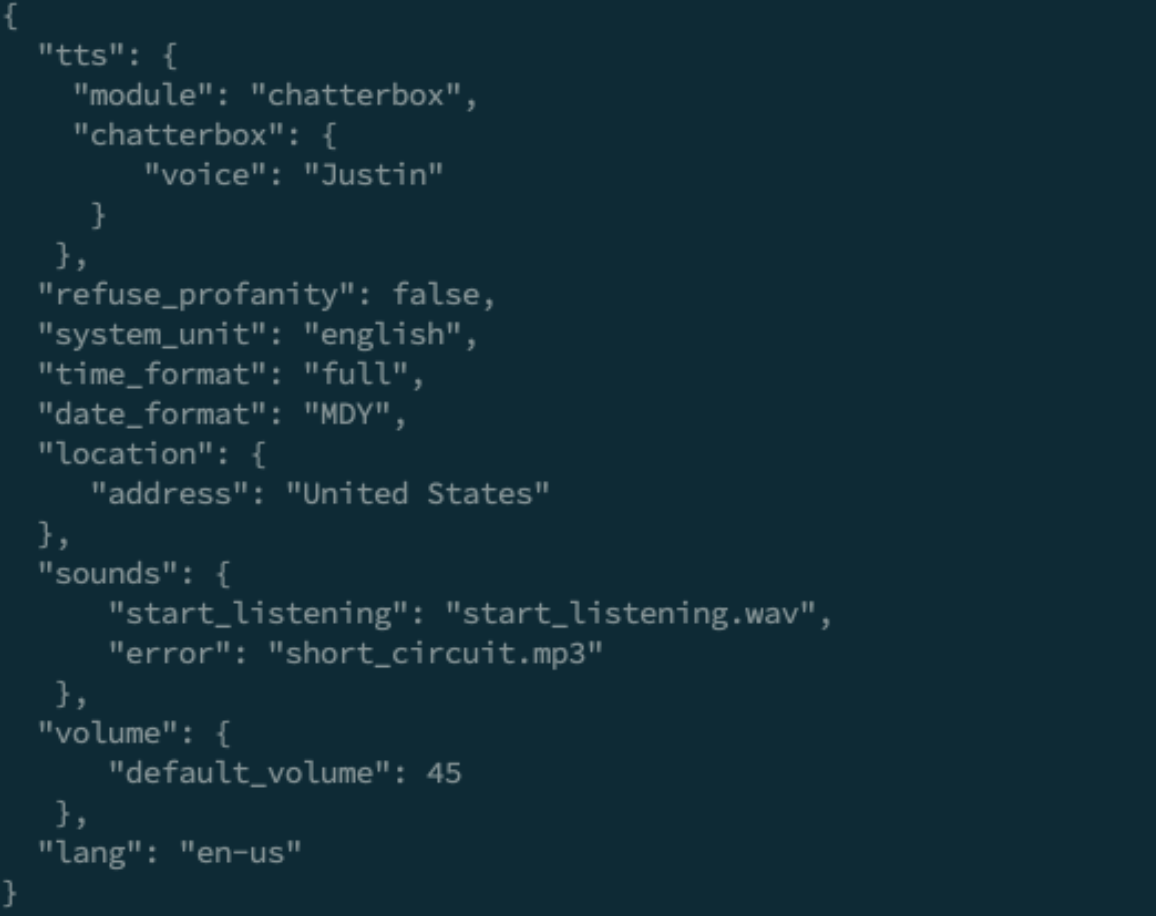 {
  "tts": {
    "module": "chatterbox",
    "chatterbox": {
        "voice": "Justin"
     }
   },
  "refuse_profanity": false,
  "system_unit": "english",
  "time_format": "full",
  "date_format": "MDY",
  "location": {
     "address": "United States"
  },
  "sounds": {
      "start_listening": "start_listening.wav",
      "error": "short_circuit.mp3"
   },
  "volume": {
      "default_volume": 45
   },
  "lang": "en-us"
}